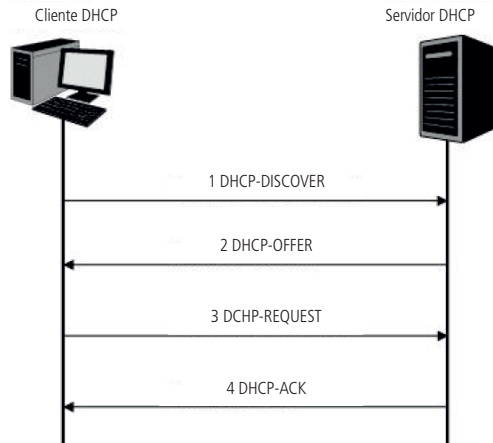 Cliente DHCP
Servidor DHCP
1 DHCP-DISCOVER
2 DHCP-OFFER
3 DCHP-REQUEST
4 DHCP-ACK